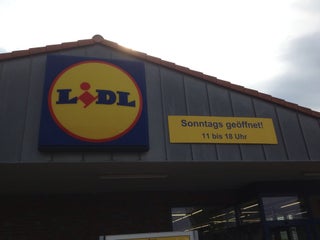 LIDL
Sonntags geöffnet!
11 bis 18 Uhr